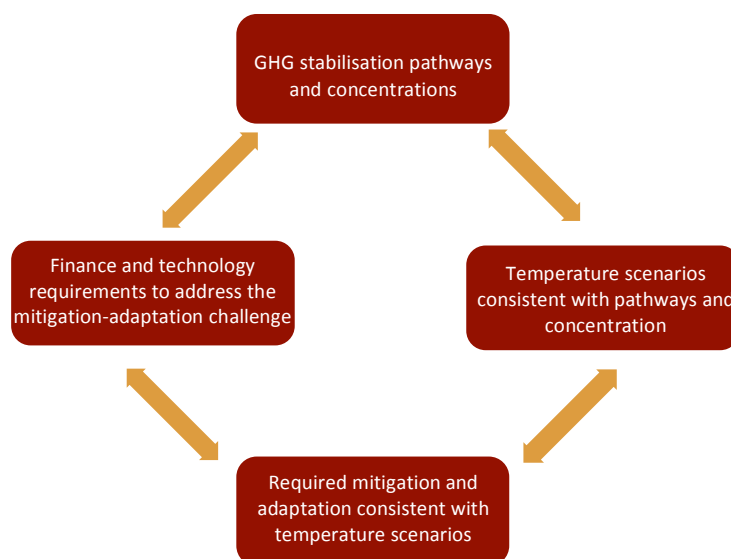 GHG stabilisation pathways
and concentrations
Finance and technology
requirements to address the
mitigation-adaptation challenge
Temperature scenarios
consistent with pathways and
concentration
Required mitigation and
adaptation consistent with
temperature scenarios